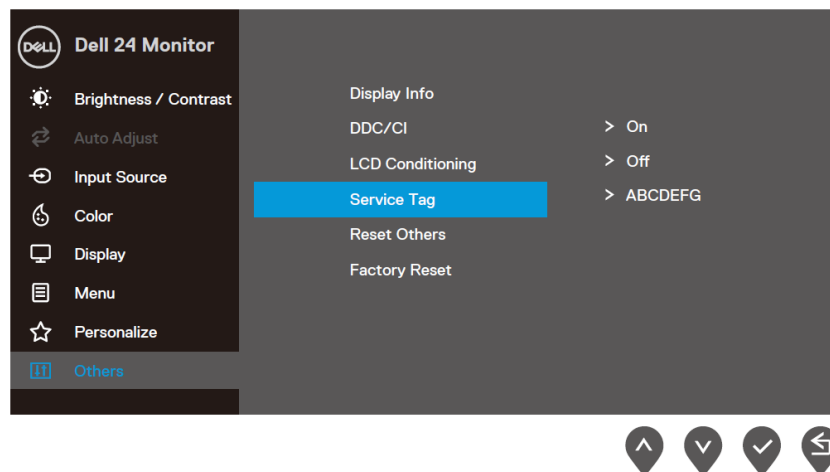 DELL Dell 24 Monitor
Brightness / Contrast
Auto Adjust
Input Source
Color
Display
Menu
Personalize
Others
Display Info
DDC/CI > On
LCD Conditioning > Off
Service Tag > ABCDEFG
Reset Others
Factory Reset